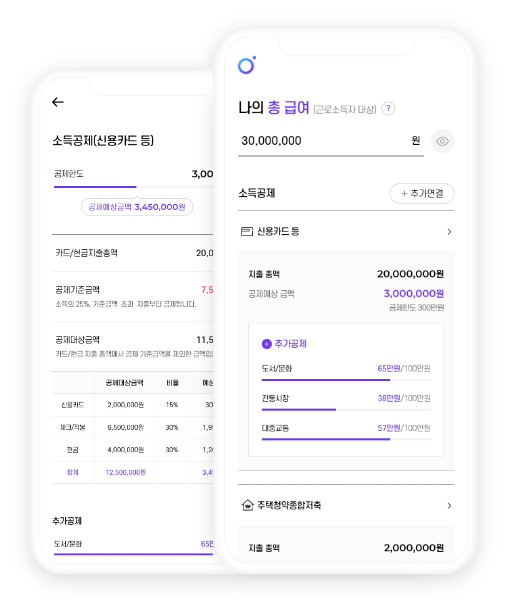 소득공제(신용카드 등)
공제한도 3,00
공제예상금액 3,450,000원
카드/현금지출총액 20,0
공제기준금액 7,5
소득의 25%, 기준금액 초과 지출부터 공제됩니다.
공제대상금액 11,5
카드/현금 지출 총액에서 공제 기준금액을 제외한 금액입
공제대상금액 비율 예상
신용카드 2,000,000원 15% 30
체크/직불 6,500,000원 30% 1,95
현금 4,000,000원 30% 1,20
합계 12,500,000원 3,45
추가공제
도서/문화 65만
나의 총 급여 (근로소득자 대상) ?
30,000,000 원
소득공제 + 추가연결
신용카드 등
지출 총액 20,000,000원
공제예상 금액 3,000,000원
공제한도 300만원
추가공제
도서/문화 65만원/100만원
전통시장 38만원/100만원
대중교통 57만원/100만원
주택청약종합저축
지출 총액 2,000,000원